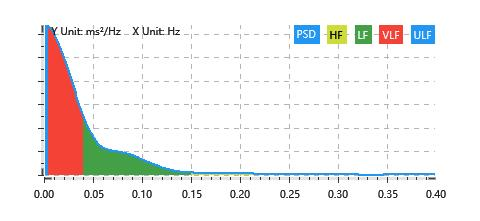 Y Unit: ms²/Hz X Unit: Hz
PSD HF LF VLF ULF
0.00 0.05 0.10 0.15 0.20 0.25 0.30 0.35 0.40